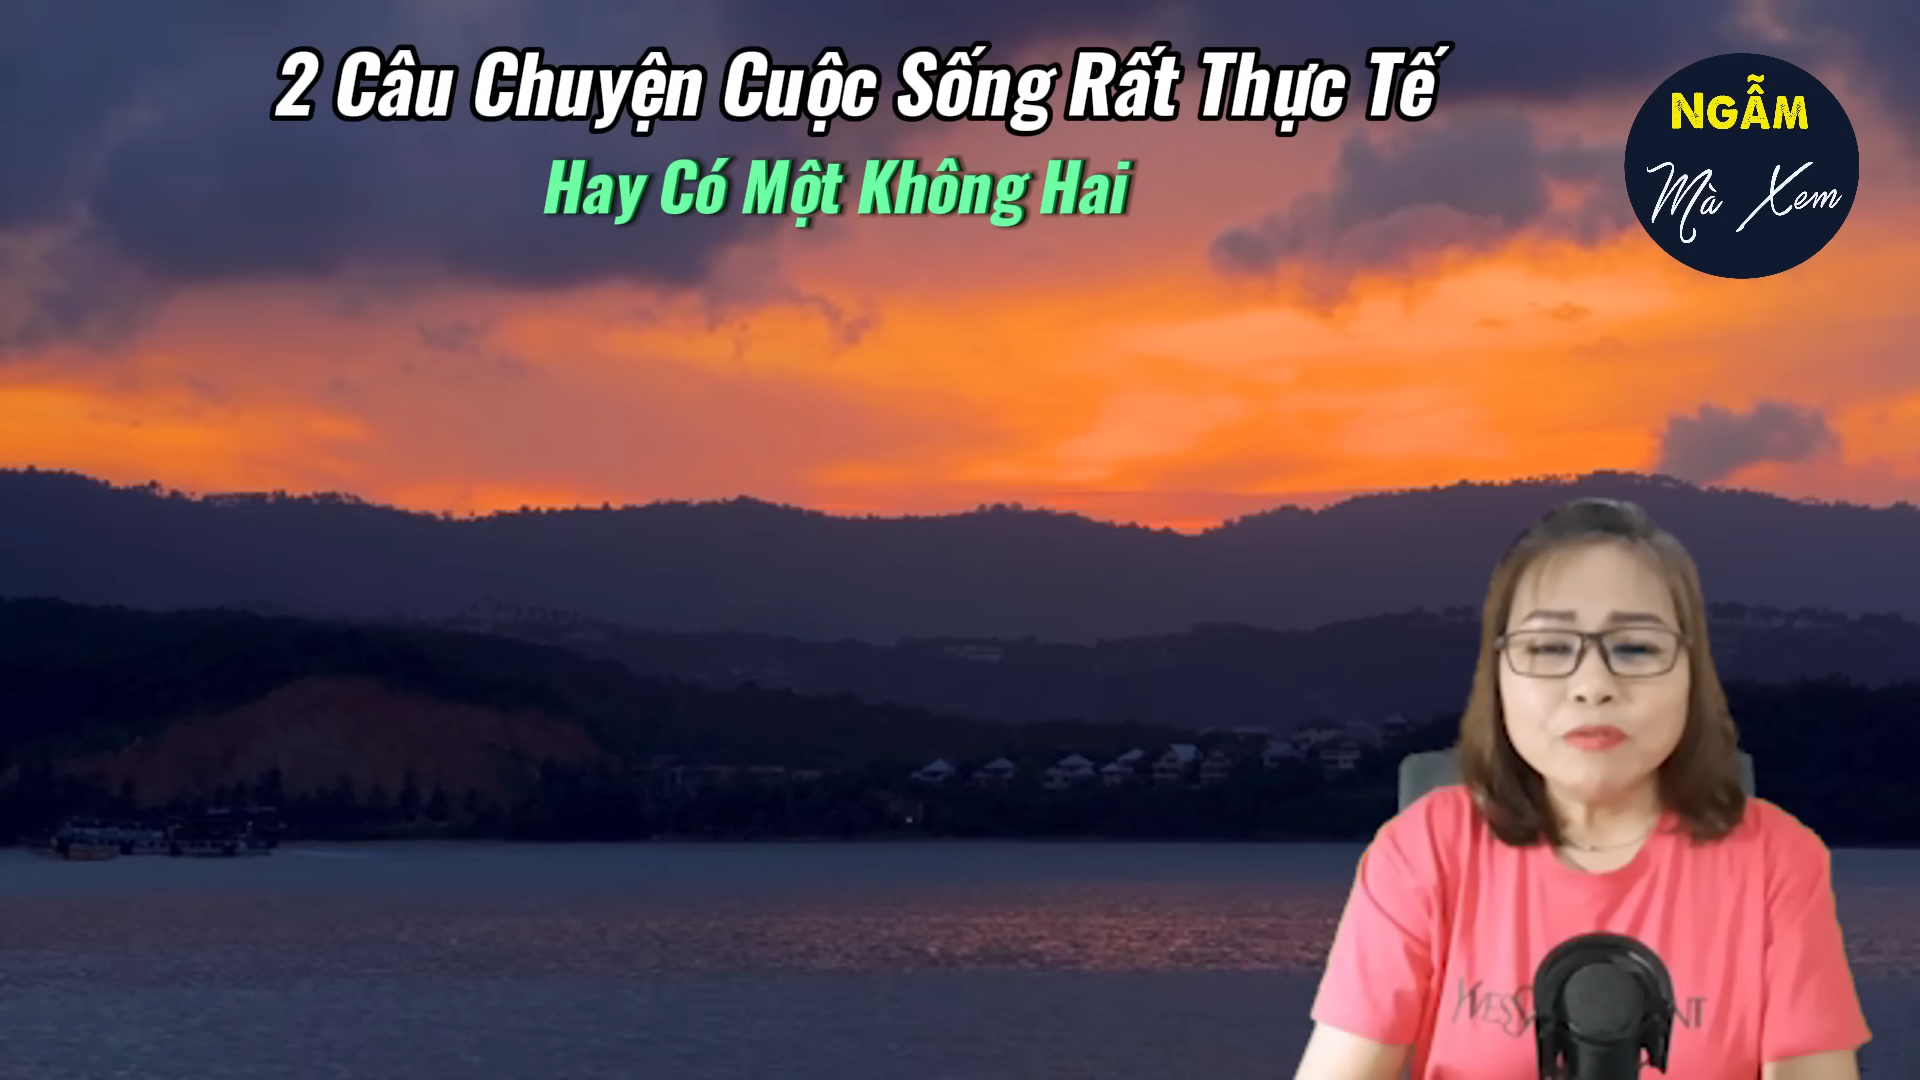 2 Câu Chuyện Cuộc Sống Rất Thực Tế
Hay Có Một Không Hai
NGẪM
Mà Xem